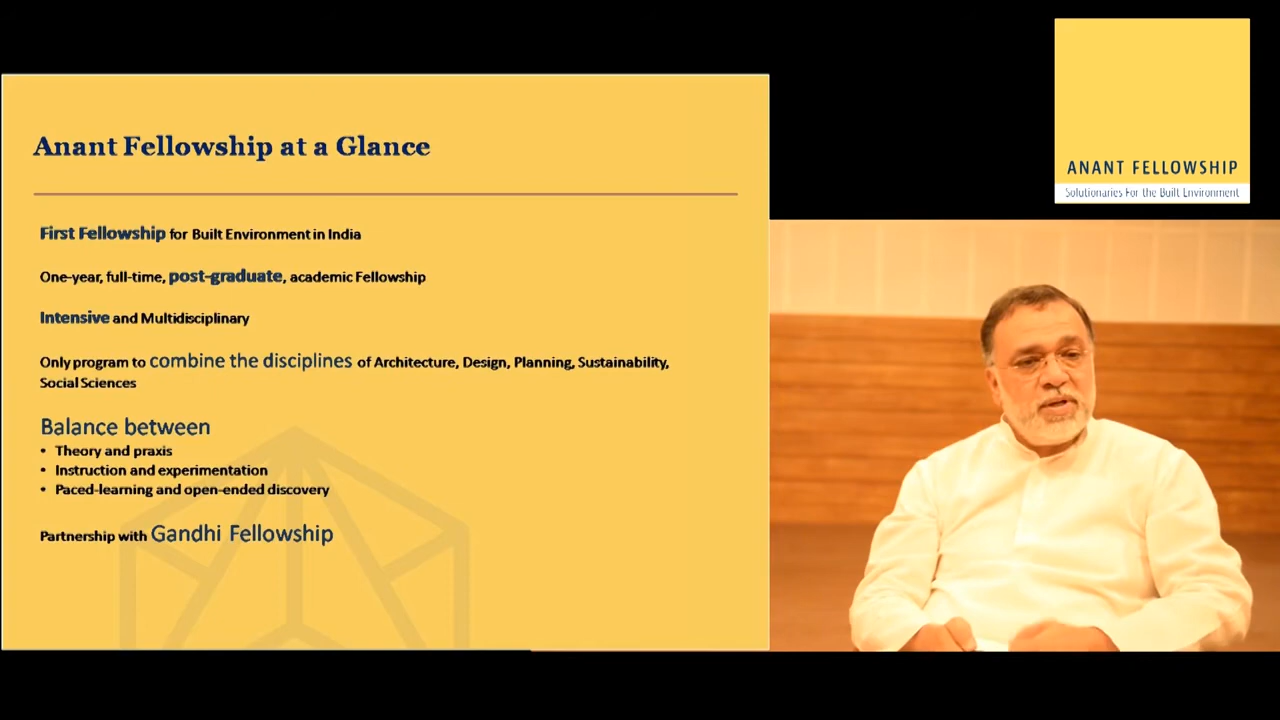 Anant Fellowship at a Glance
First Fellowship for Built Environment in India
One-year, full-time, post-graduate, academic Fellowship
Intensive and Multidisciplinary
Only program to combine the disciplines of Architecture, Design, Planning, Sustainability,
Social Sciences
Balance between
• Theory and praxis
• Instruction and experimentation
• Paced-learning and open-ended discovery
Partnership with Gandhi Fellowship
ANANT FELLOWSHIP
Solutionaries For the Built Environment